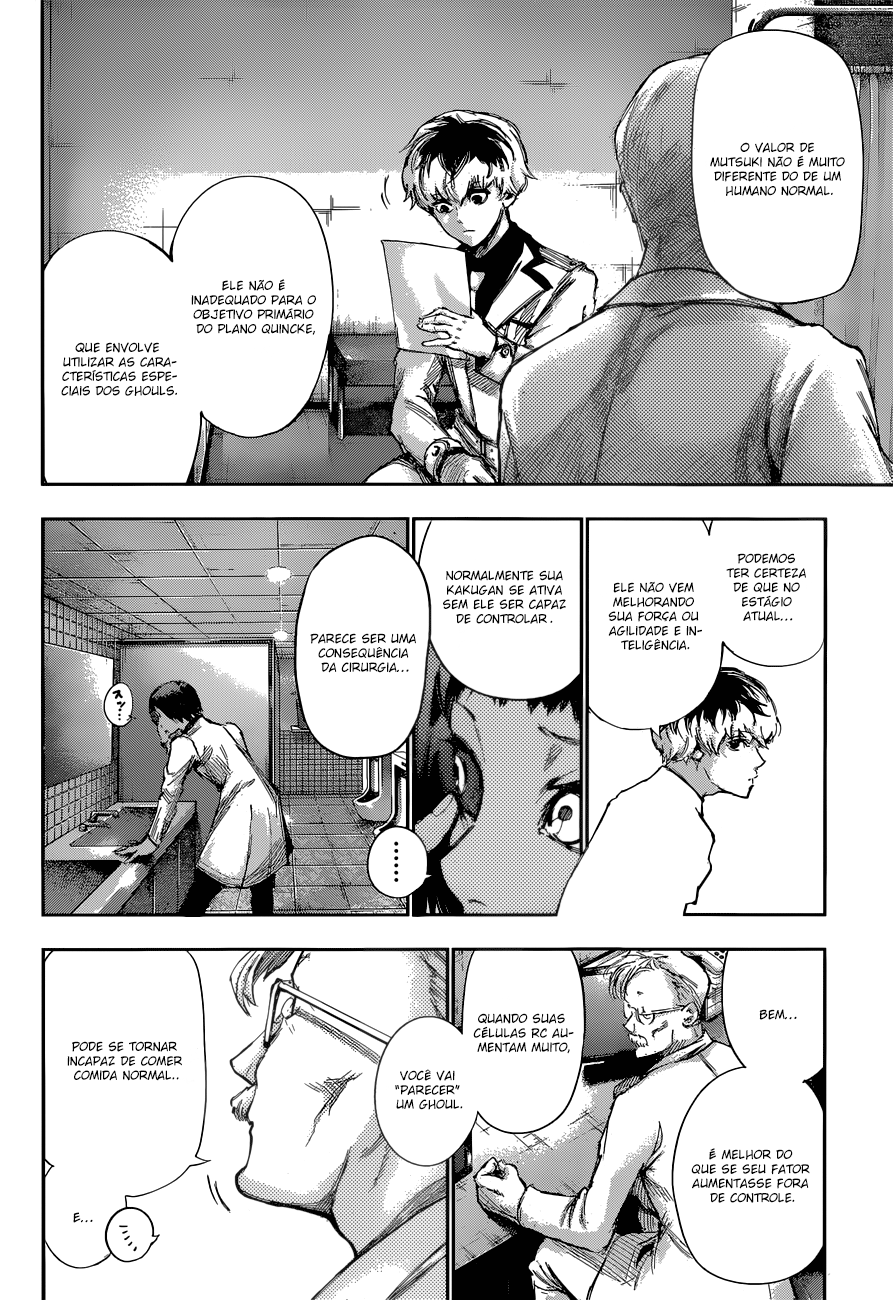 O VALOR DE
MUTSUKI NÃO É MUITO
DIFERENTE DO DE UM
HUMANO NORMAL.
ELE NÃO É
INADEQUADO PARA O
OBJETIVO PRIMÁRIO
DO PLANO QUINCKE,
QUE ENVOLVE
UTILIZAR AS CARA-
CTERÍSTICAS ESPE-
CIAIS DOS GHOULS.
PODEMOS
TER CERTEZA
DE QUE NO
ESTÁGIO
ATUAL...
ELE NÃO VEM
MELHORANDO
SUA FORÇA OU
AGILIDADE E IN-
TELIGÊNCIA.
NORMALMENTE SUA
KAKUGAN SE ATIVA
SEM ELE SER CAPAZ
DE CONTROLAR.
PARECE SER UMA
CONSEQUÊNCIA
DA CIRURGIA...
スッ…
......
BEM...
É MELHOR DO
QUE SE SEU FATOR
AUMENTASSE FORA
DE CONTROLE.
QUANDO SUAS
CÉLULAS RC AU-
MENTAM MUITO,
VOCÊ VAI
"PARECER"
UM GHOUL.
PODE SE TORNAR
INCAPAZ DE COMER
COMIDA NORMAL..
E...